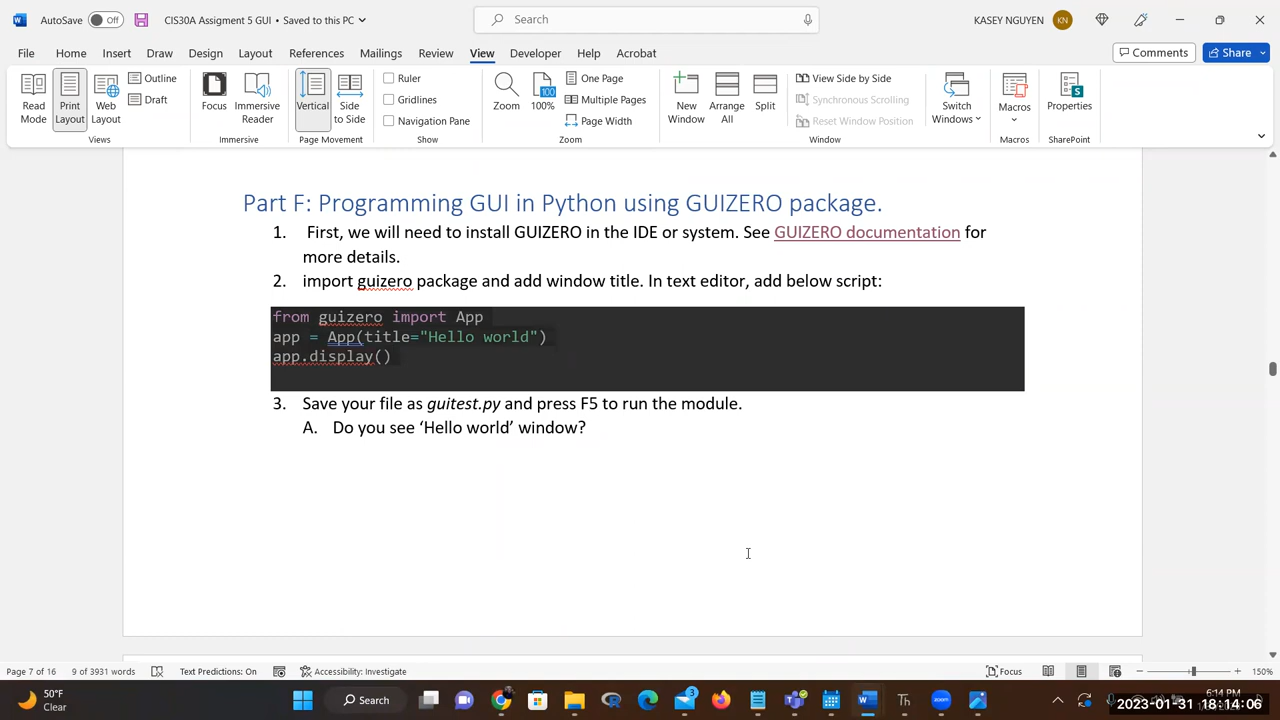 AutoSave Off CIS30A Assigment 5 GUI • Saved to this PC Search KASEY NGUYEN KN
File Home Insert Draw Design Layout References Mailings Review View Developer Help Acrobat Comments Share
Read Mode
Print Layout
Web Layout
Outline
Draft
Views
Focus
Immersive Reader
Immersive
Vertical
Side to Side
Page Movement
Ruler
Gridlines
Navigation Pane
Show
Zoom
100
100%
One Page
Multiple Pages
Page Width
Zoom
New Window
Arrange All
Split
View Side by Side
Synchronous Scrolling
Reset Window Position
Window
Switch Windows
Macros
Macros
Properties
SharePoint
Part F: Programming GUI in Python using GUIZERO package.
1. First, we will need to install GUIZERO in the IDE or system. See GUIZERO documentation for
more details.
2. import guizero package and add window title. In text editor, add below script:
from guizero import App
app = App(title="Hello world")
app.display()
3. Save your file as guitest.py and press F5 to run the module.
A. Do you see ‘Hello world’ window?
Page 7 of 16 9 of 3931 words Text Predictions: On Accessibility: Investigate Focus 150%
50°F
Clear
Search
3
6:14 PM
2023-01-31 18:14:06